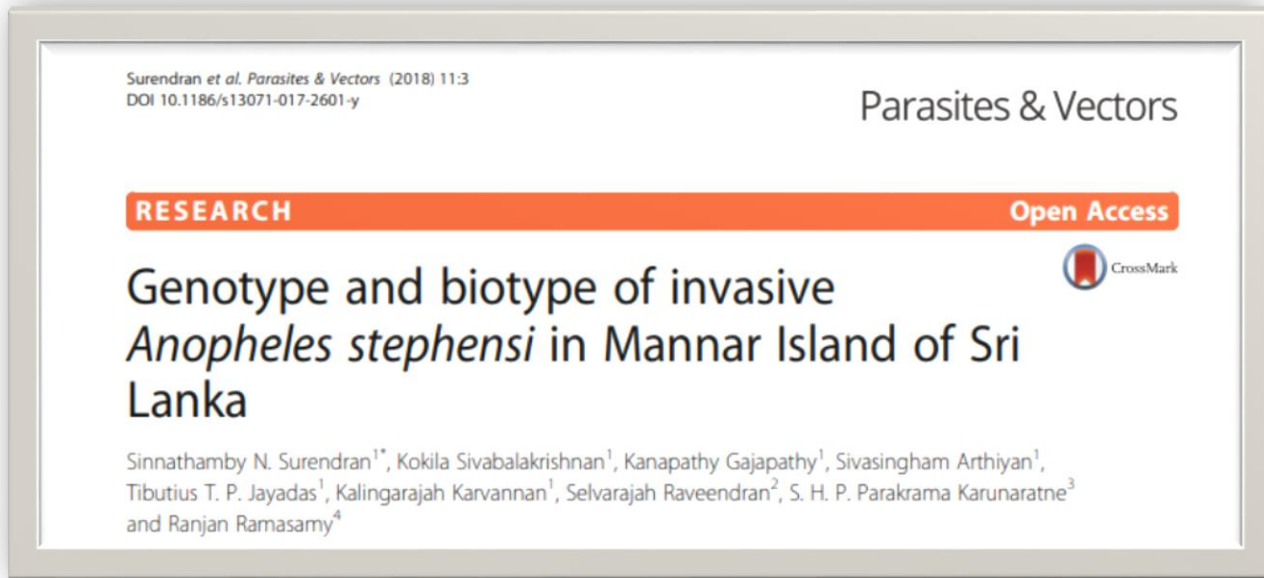 Surendran et al. Parasites & Vectors (2018) 11:3
DOI 10.1186/s13071-017-2601-y
Parasites & Vectors
RESEARCH
Open Access
CrossMark
Genotype and biotype of invasive
Anopheles stephensi in Mannar Island of Sri
Lanka
Sinnathamby N. Surendran1*, Kokila Sivabalakrishnan1, Kanapathy Gajapathy1, Sivasingham Arthiyan1,
Tibutius T. P. Jayadas1, Kalingarajah Karvannan1, Selvarajah Raveendran2, S. H. P. Parakrama Karunaratne3
and Ranjan Ramasamy4